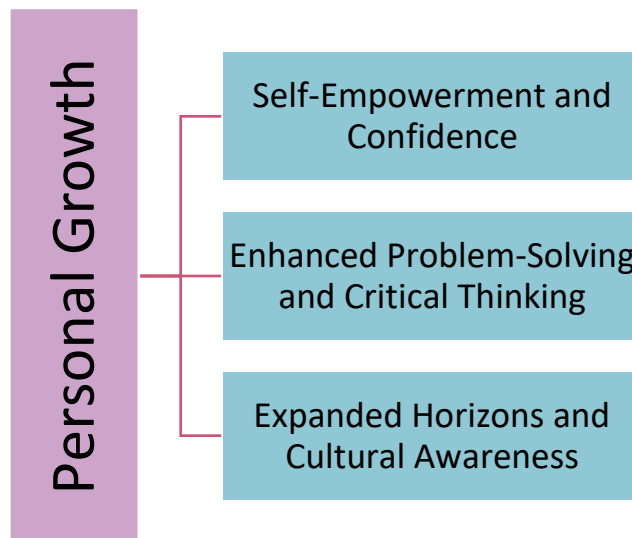 Personal Growth
Self-Empowerment and
Confidence
Enhanced Problem-Solving
and Critical Thinking
Expanded Horizons and
Cultural Awareness